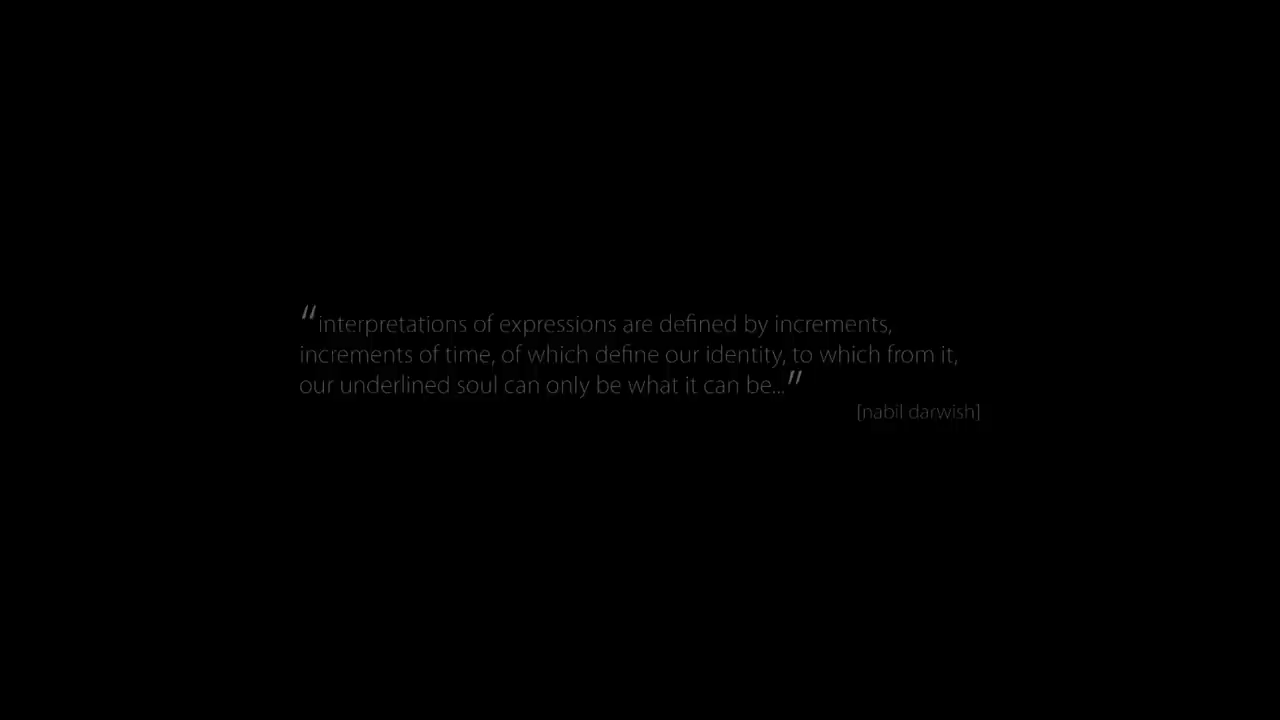 “interpretations of expressions are defined by increments,
increments of time, of which define our identity, to which from it,
our underlined soul can only be what it can be...”
[nabil darwish]